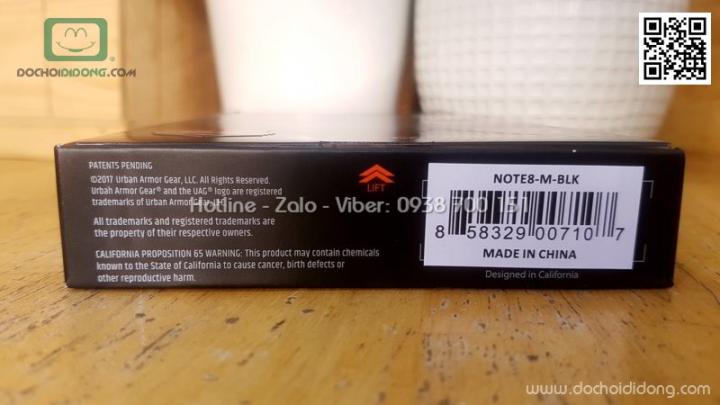 DOCHOIDIDONG.COM
PATENTS PENDING
©2017 Urban Armor Gear, LLC. All Rights Reserved.
Urban Armor Gear® and the UAG® logo are registered
trademarks of Urban Armor Gear, LLC.
All trademarks and registered trademarks are
the property of their respective owners.
CALIFORNIA PROPOSITION 65 WARNING: This product may contain chemicals
known to the State of California to cause cancer, birth defects or
other reproductive harm.
LIFT
Hotline - Zalo - Viber: 0938 700 151
NOTE8-M-BLK
8 58329 00710 7
MADE IN CHINA
Designed in California
www.dochoididong.com